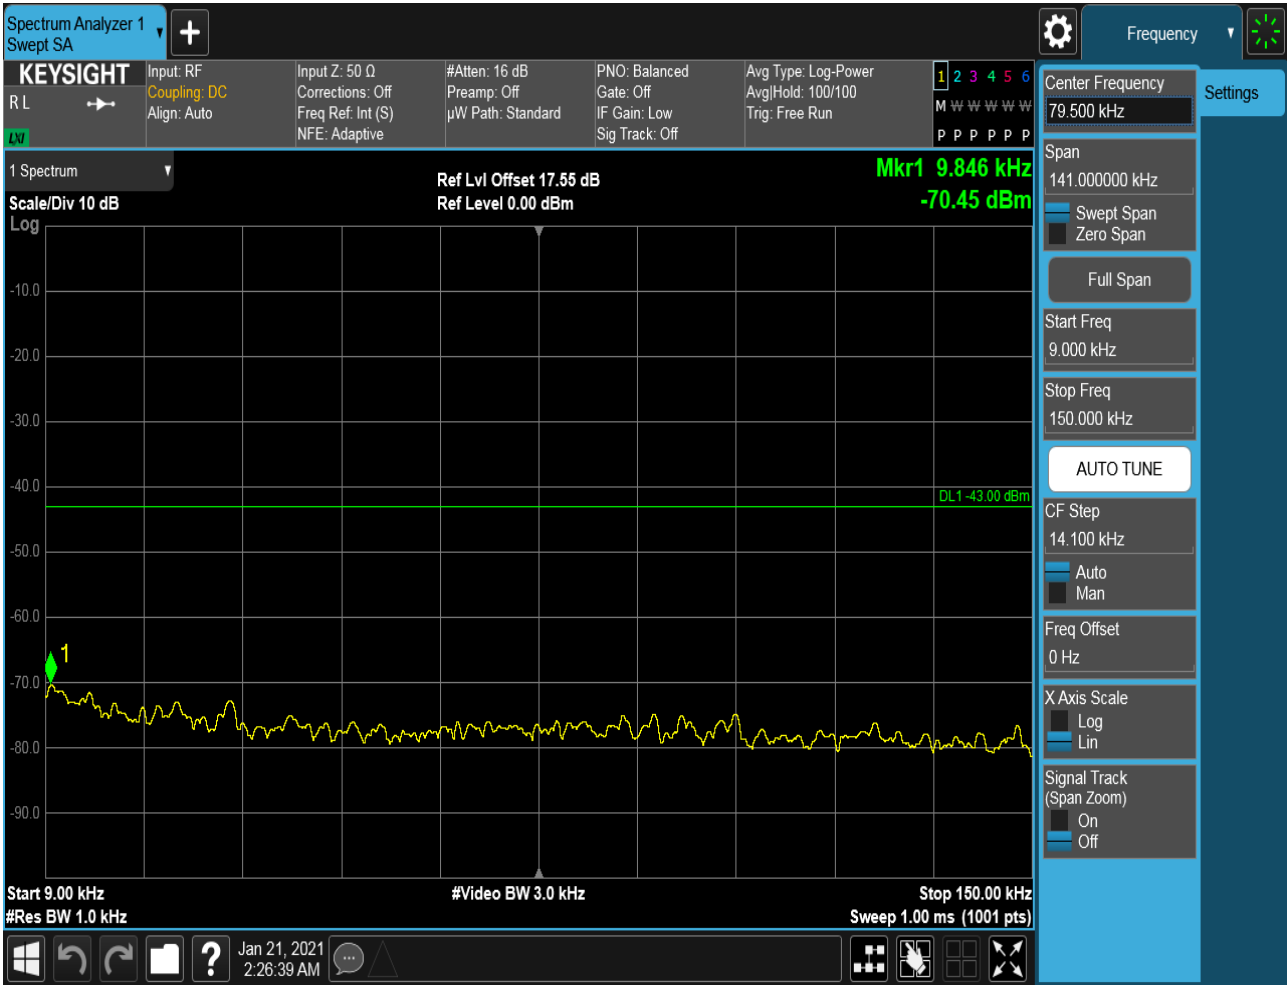 Spectrum Analyzer 1
Swept SA
Frequency
KEYSIGHT
R L
LXI
Input: RF
Coupling: DC
Align: Auto
Input Z: 50 Ω
Corrections: Off
Freq Ref: Int (S)
NFE: Adaptive
#Atten: 16 dB
Preamp: Off
µW Path: Standard
PNO: Balanced
Gate: Off
IF Gain: Low
Sig Track: Off
Avg Type: Log-Power
Avg|Hold: 100/100
Trig: Free Run
1 2 3 4 5 6
M W W W W W
P P P P P P
1 Spectrum
Scale/Div 10 dB
Log
Ref Lvl Offset 17.55 dB
Ref Level 0.00 dBm
Mkr1 9.846 kHz
-70.45 dBm
-10.0
-20.0
-30.0
-40.0
DL1 -43.00 dBm
-50.0
-60.0
1
-70.0
-80.0
-90.0
Start 9.00 kHz
#Video BW 3.0 kHz
Stop 150.00 kHz
#Res BW 1.0 kHz
Sweep 1.00 ms (1001 pts)
?
Jan 21, 2021
2:26:39 AM
Center Frequency
79.500 kHz
Settings
Span
141.000000 kHz
Swept Span
Zero Span
Full Span
Start Freq
9.000 kHz
Stop Freq
150.000 kHz
AUTO TUNE
CF Step
14.100 kHz
Auto
Man
Freq Offset
0 Hz
X Axis Scale
Log
Lin
Signal Track
(Span Zoom)
On
Off